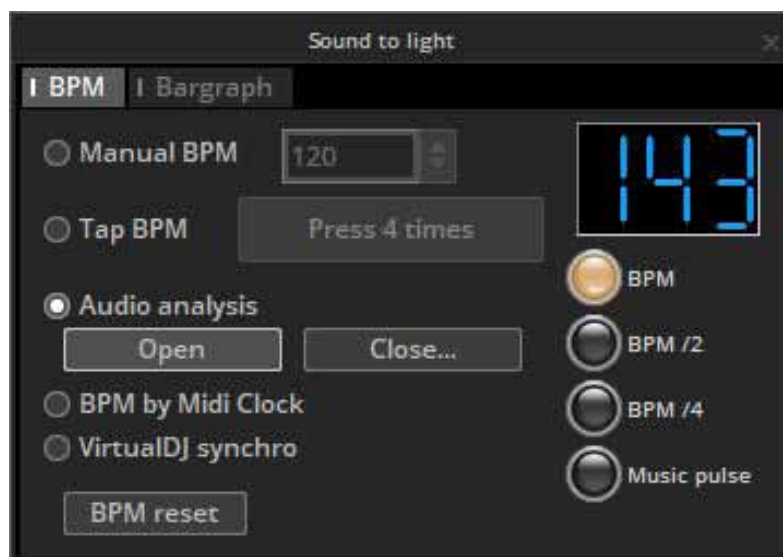 Sound to light
BPM
Bargraph
Manual BPM
120
Tap BPM
Press 4 times
Audio analysis
Open
Close...
BPM by Midi Clock
VirtualDJ synchro
BPM reset
143
BPM
BPM /2
BPM /4
Music pulse